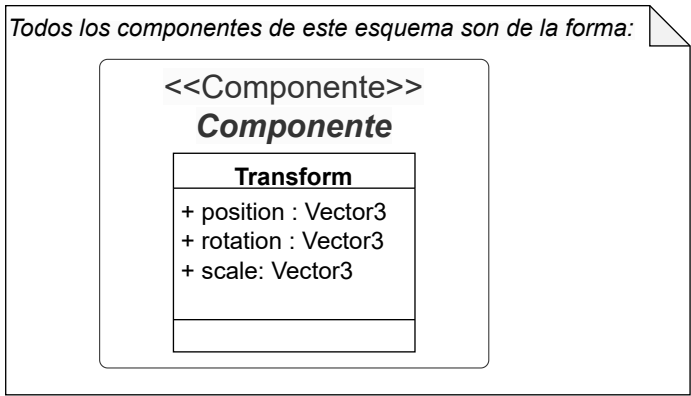 Todos los componentes de este esquema son de la forma:
<<Componente>>
Componente
Transform
+ position : Vector3
+ rotation : Vector3
+ scale: Vector3